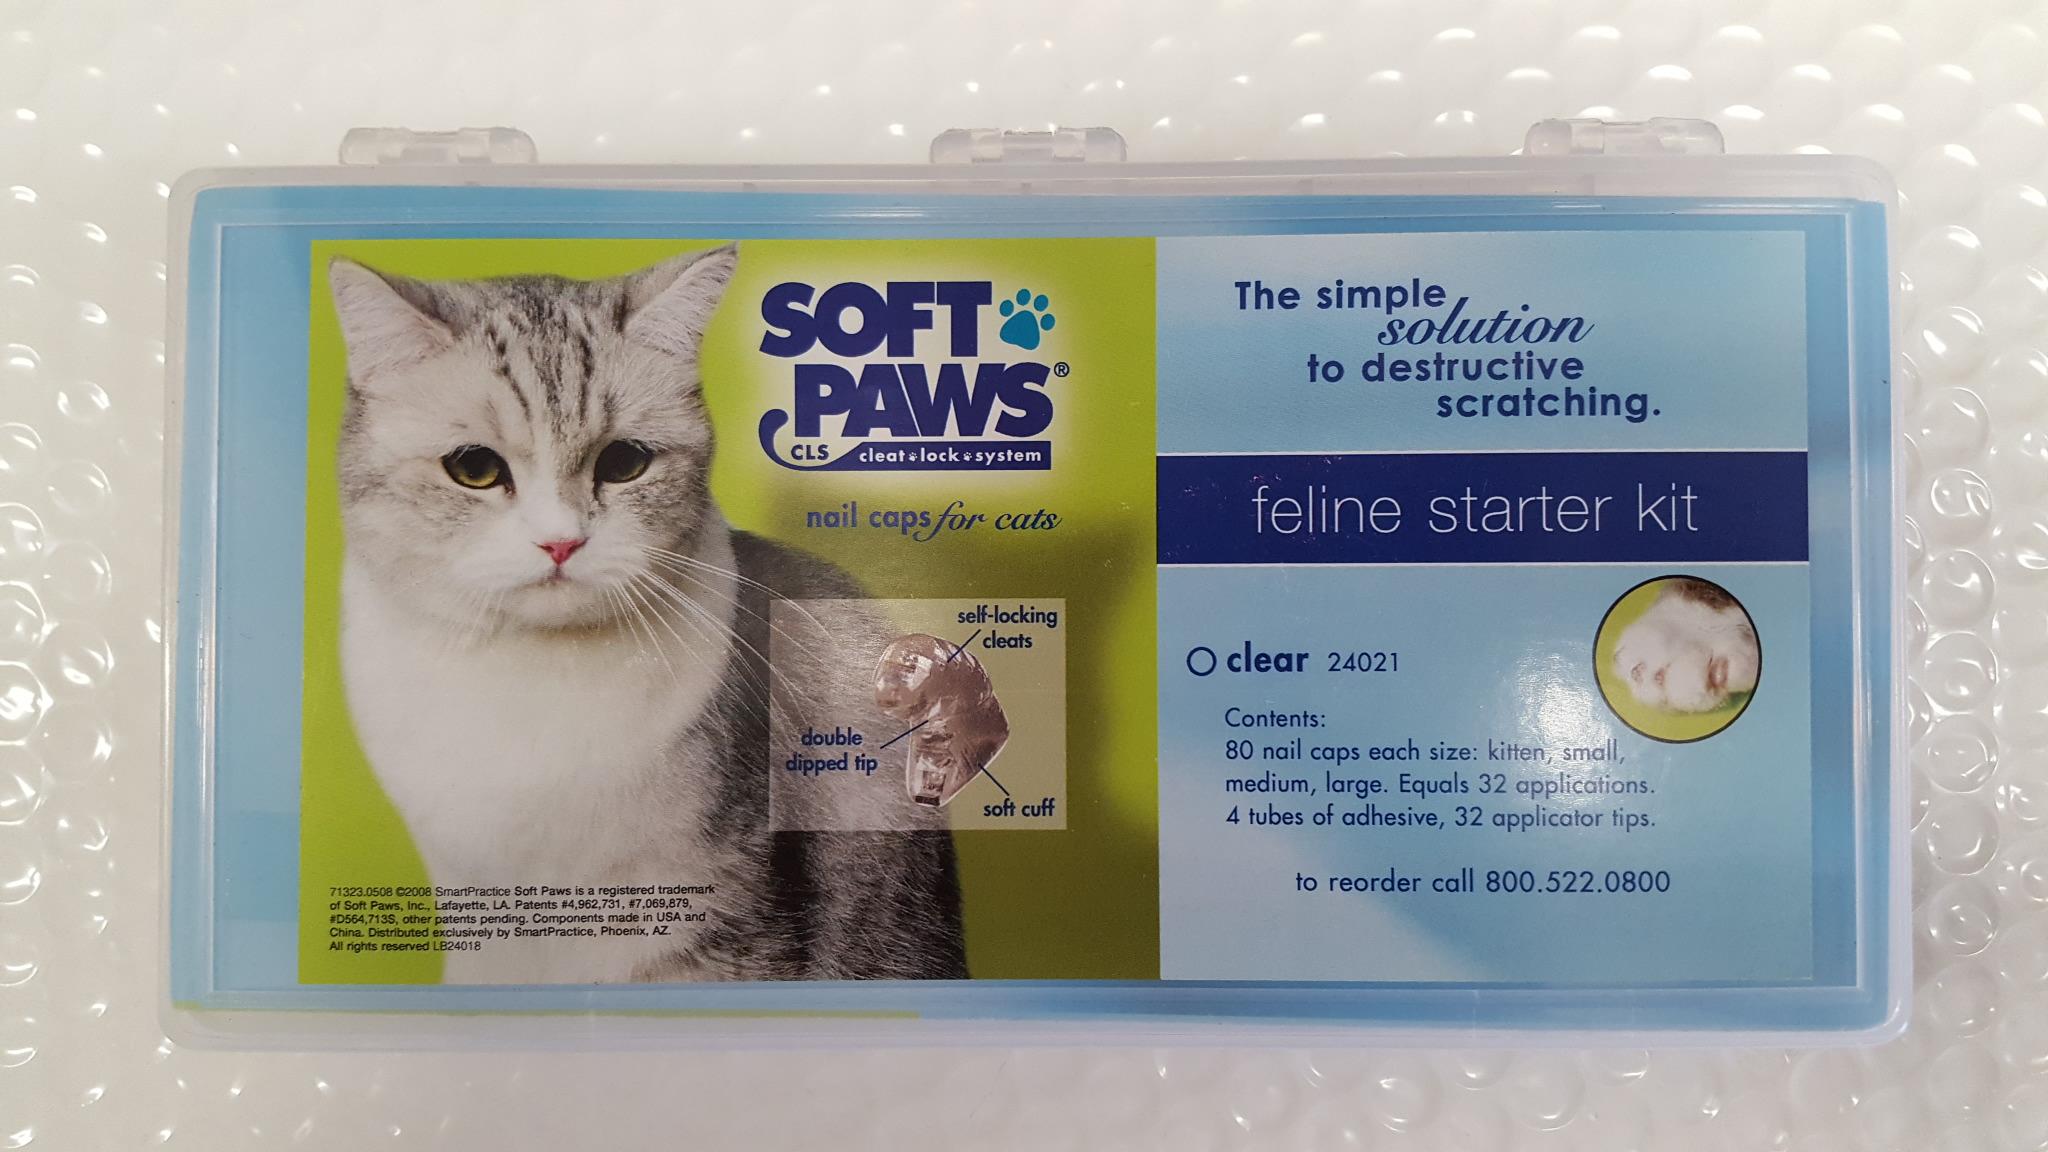 SOFT
PAWS®
CLS cleat lock system
nail caps for cats
self-locking
cleats
double
dipped tip
soft cuff
71323.0508 ©2008 SmartPractice Soft Paws is a registered trademark
of Soft Paws, Inc., Lafayette, LA. Patents #4,962,731, #7,069,879,
#D564,713S, other patents pending. Components made in USA and
China. Distributed exclusively by SmartPractice, Phoenix, AZ.
All rights reserved LB24018
The simple
solution
to destructive
scratching.
feline starter kit
clear 24021
Contents:
80 nail caps each size: kitten, small,
medium, large. Equals 32 applications.
4 tubes of adhesive, 32 applicator tips.
to reorder call 800.522.0800